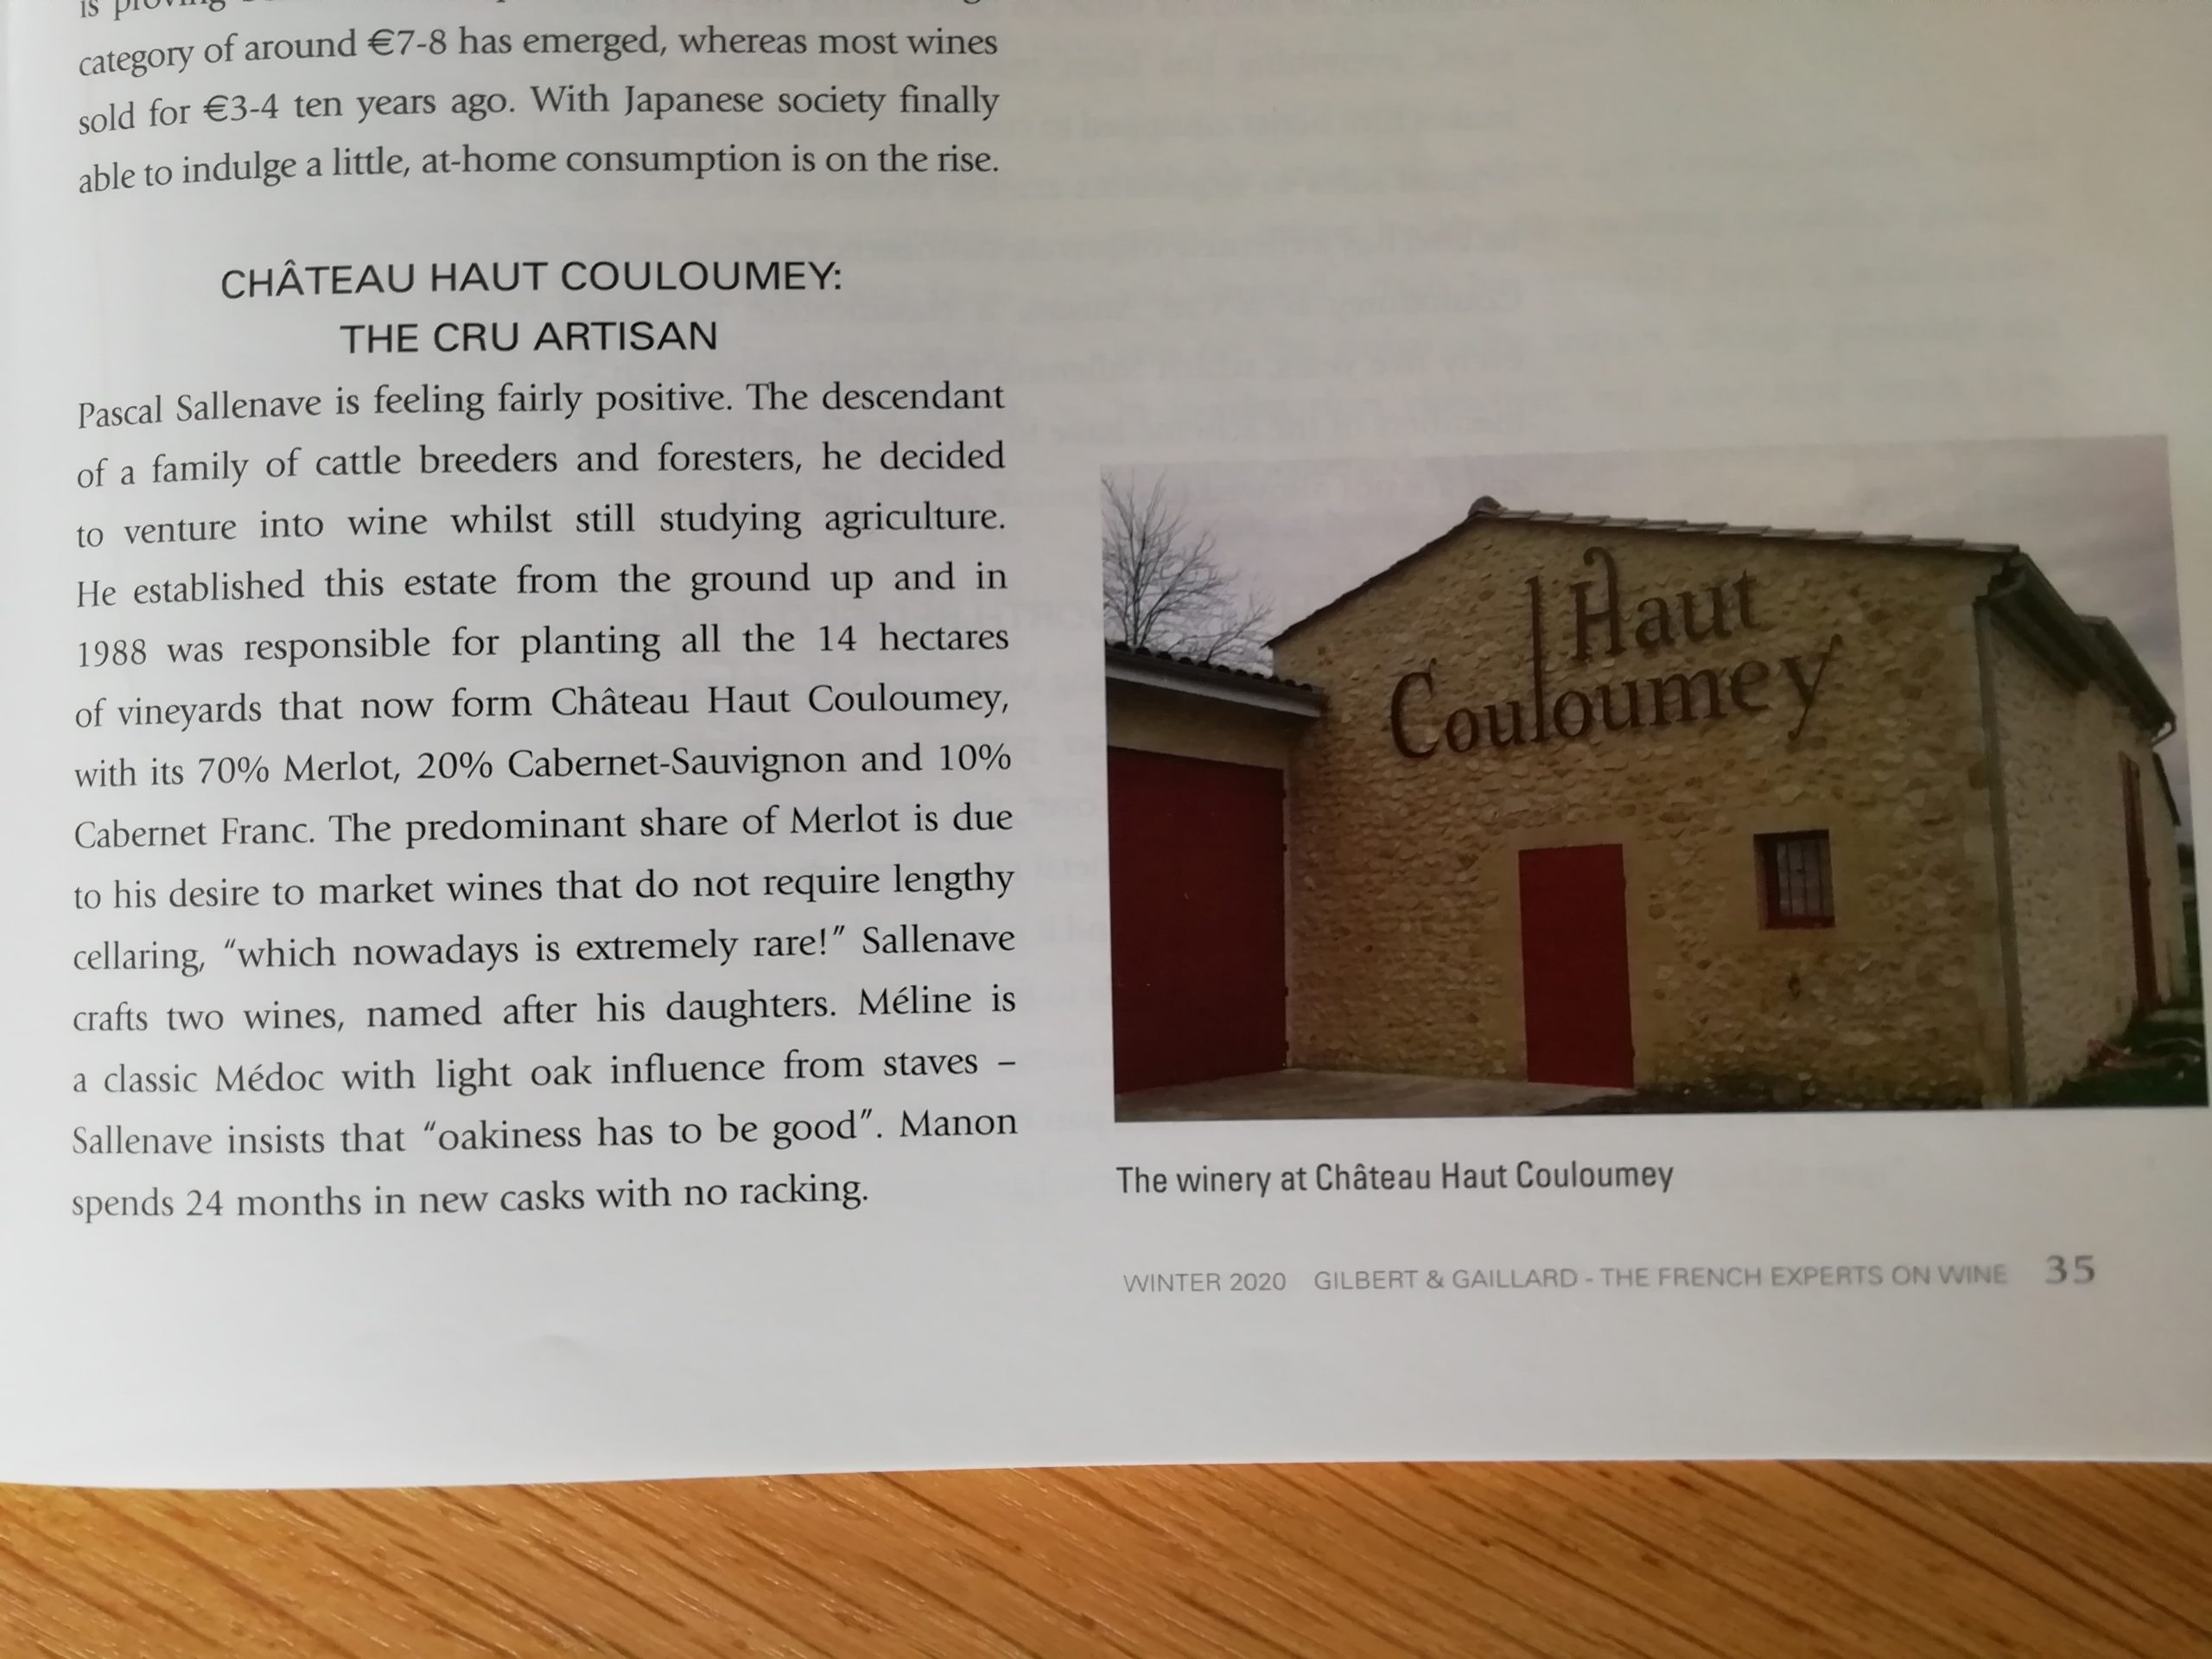 is proving
category of around €7-8 has emerged, whereas most wines
sold for €3-4 ten years ago. With Japanese society finally
able to indulge a little, at-home consumption is on the rise.
CHÂTEAU HAUT COULOUMEY:
THE CRU ARTISAN
Pascal Sallenave is feeling fairly positive. The descendant
of a family of cattle breeders and foresters, he decided
to venture into wine whilst still studying agriculture.
He established this estate from the ground up and in
1988 was responsible for planting all the 14 hectares
of vineyards that now form Château Haut Couloumey,
with its 70% Merlot, 20% Cabernet-Sauvignon and 10%
Cabernet Franc. The predominant share of Merlot is due
to his desire to market wines that do not require lengthy
cellaring, “which nowadays is extremely rare!” Sallenave
crafts two wines, named after his daughters. Méline is
a classic Médoc with light oak influence from staves –
Sallenave insists that “oakiness has to be good”. Manon
spends 24 months in new casks with no racking.
Haut
Couloumey
The winery at Château Haut Couloumey
WINTER 2020 GILBERT & GAILLARD - THE FRENCH EXPERTS ON WINE 35